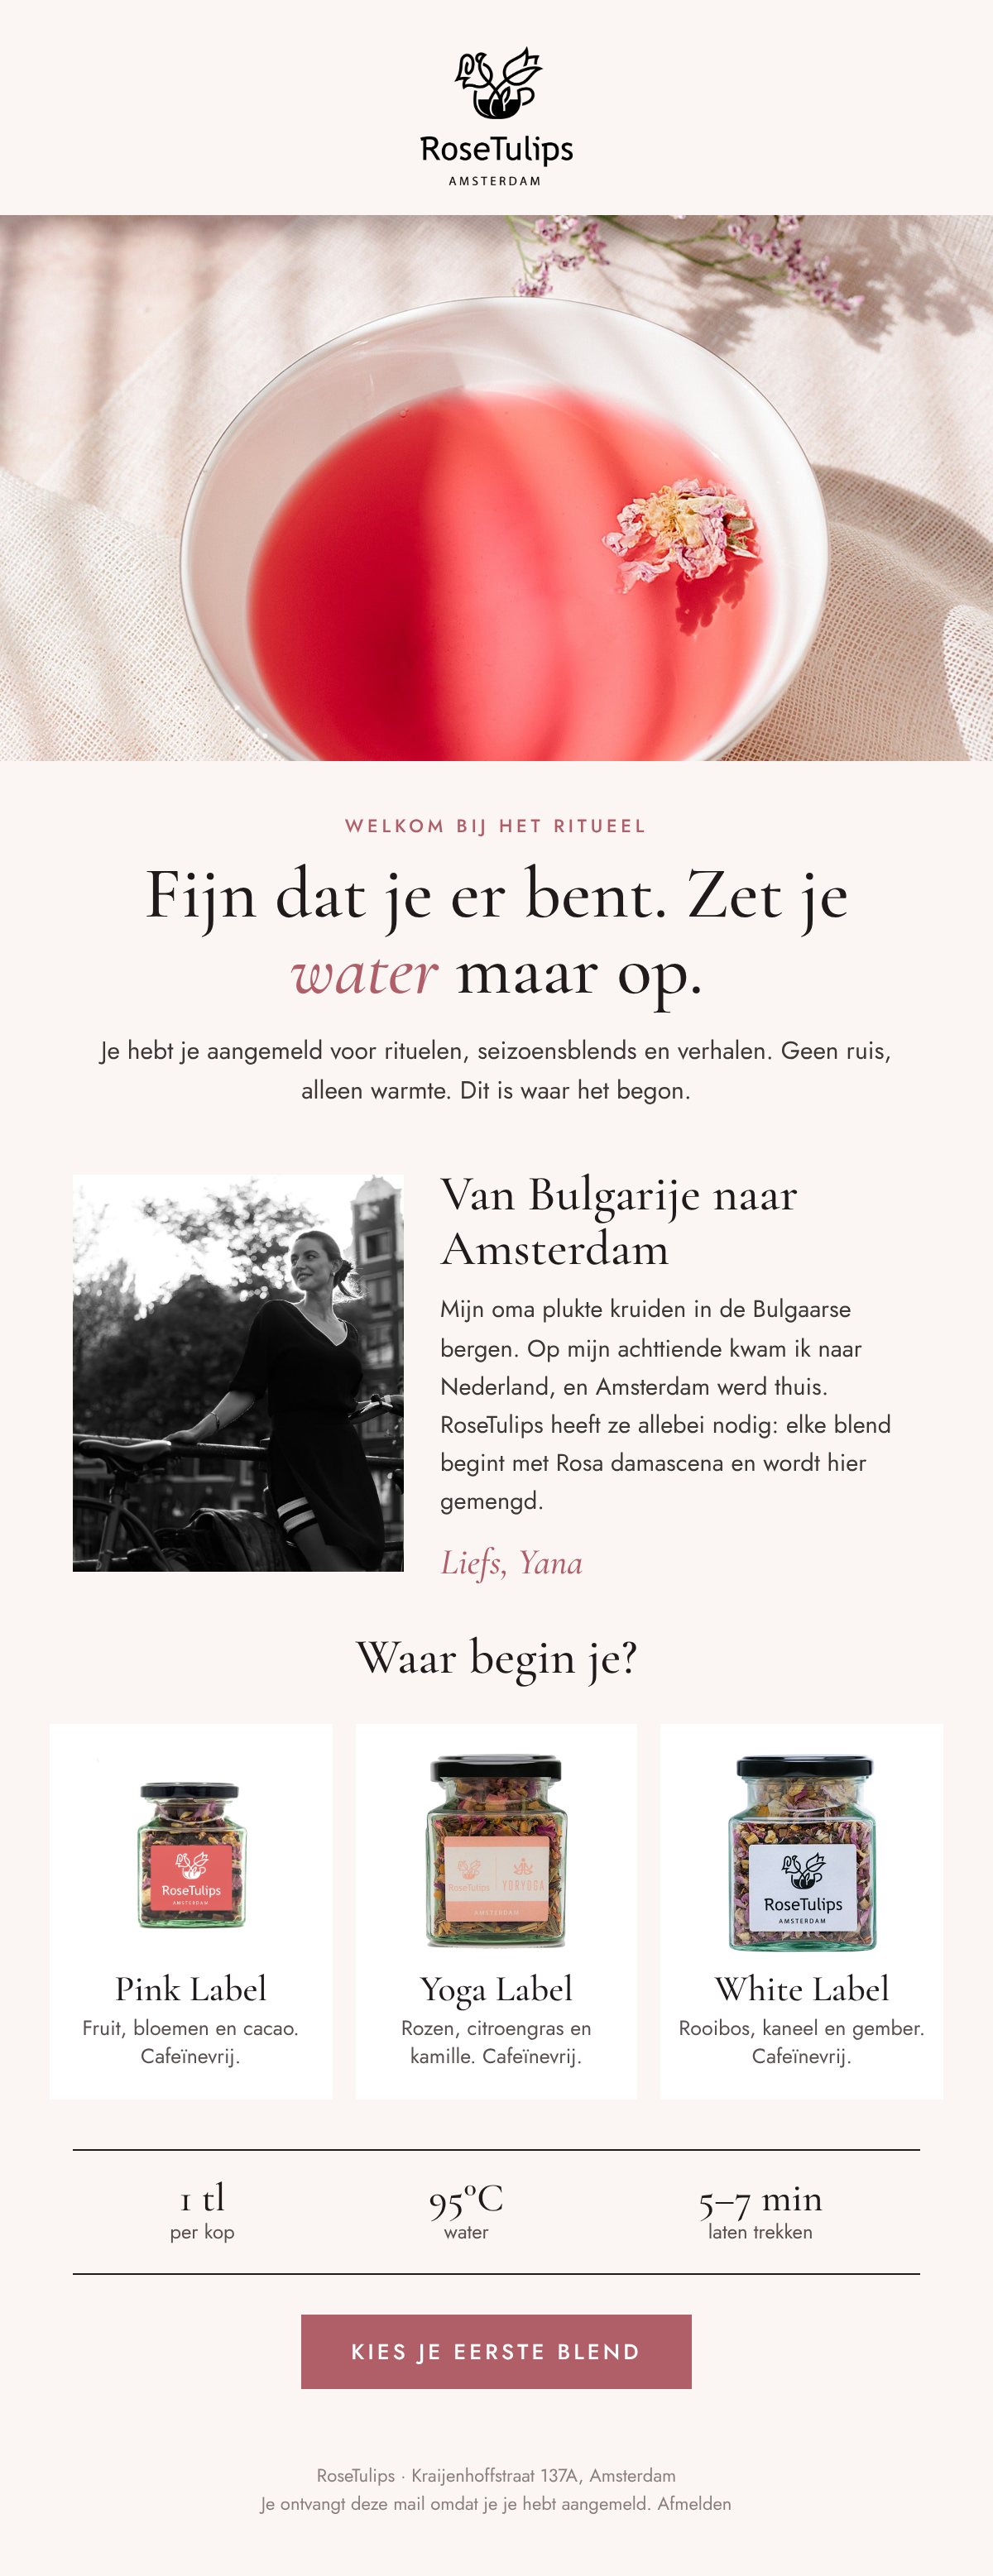 RoseTulips
AMSTERDAM
WELKOM BIJ HET RITUEEL
Fijn dat je er bent. Zet je
water maar op.
Je hebt je aangemeld voor rituelen, seizoensblends en verhalen. Geen ruis,
alleen warmte. Dit is waar het begon.
Van Bulgarije naar
Amsterdam
Mijn oma plukte kruiden in de Bulgaarse
bergen. Op mijn achttiende kwam ik naar
Nederland, en Amsterdam werd thuis.
RoseTulips heeft ze allebei nodig: elke blend
begint met Rosa damascena en wordt hier
gemengd.
Liefs, Yana
Waar begin je?
RoseTulips
AMSTERDAM
Pink Label
Fruit, bloemen en cacao.
Cafeïnevrij.
RoseTulips YORYOGA
AMSTERDAM
Yoga Label
Rozen, citroengras en
kamille. Cafeïnevrij.
RoseTulips
AMSTERDAM
White Label
Rooibos, kaneel en gember.
Cafeïnevrij.
1 tl
per kop
95°C
water
5–7 min
laten trekken
KIES JE EERSTE BLEND
RoseTulips · Kraijenhoffstraat 137A, Amsterdam
Je ontvangt deze mail omdat je je hebt aangemeld. Afmelden